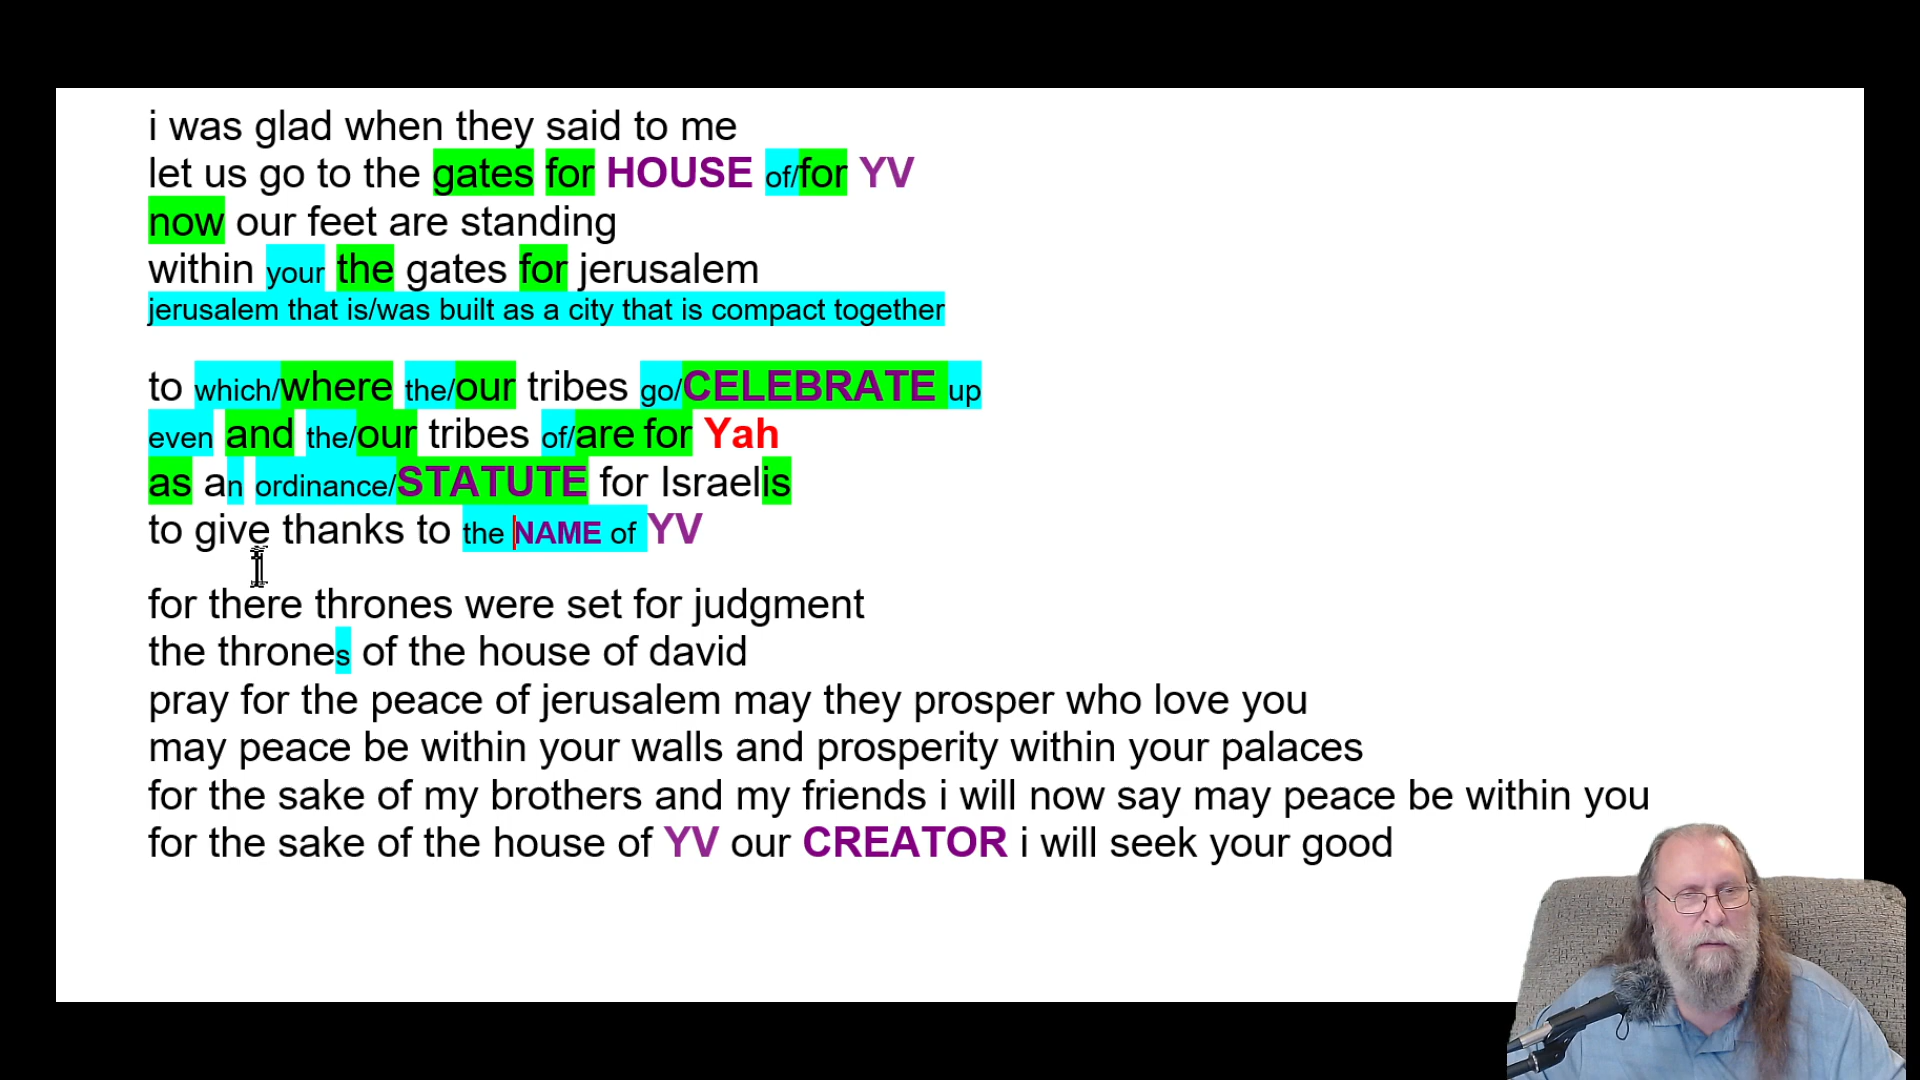 i was glad when they said to me
let us go to the gates for HOUSE of/for YV
now our feet are standing
within your the gates for jerusalem
jerusalem that is/was built as a city that is compact together
to which/where the/our tribes go/CELEBRATE up
even and the/our tribes of/are for Yah
as an ordinance/STATUTE for Israelis
to give thanks to the NAME of YV
for there thrones were set for judgment
the thrones of the house of david
pray for the peace of jerusalem may they prosper who love you
may peace be within your walls and prosperity within your palaces
for the sake of my brothers and my friends i will now say may peace be within you
for the sake of the house of YV our CREATOR i will seek your good